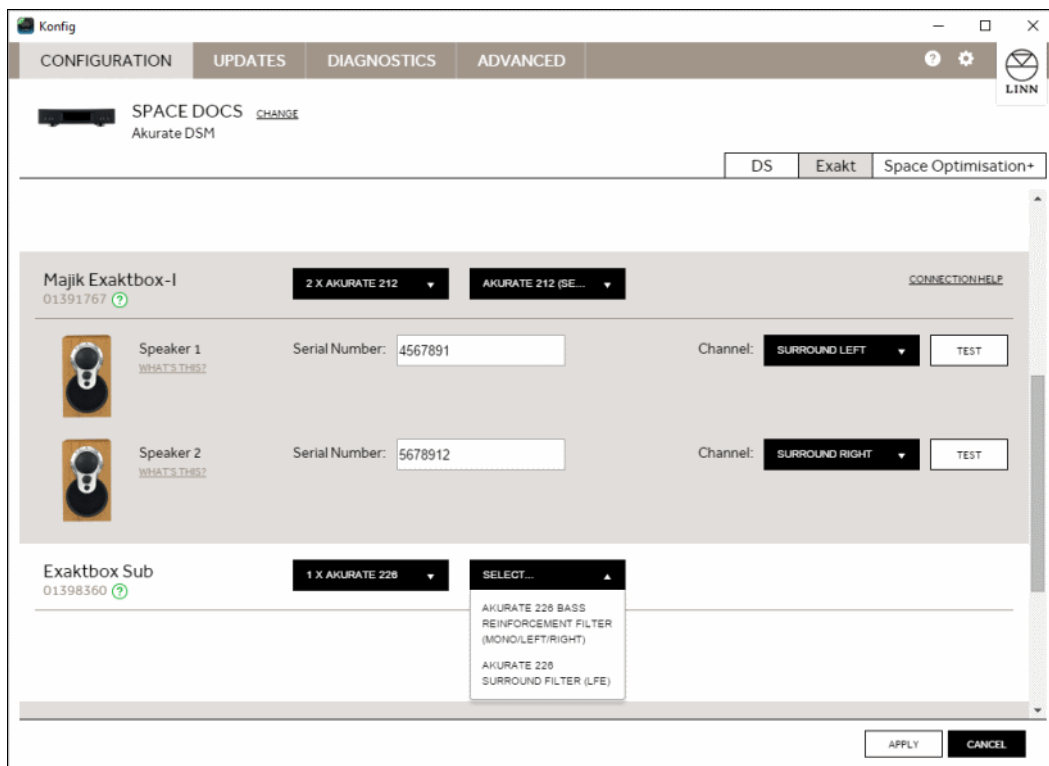 Konfig
CONFIGURATION UPDATES DIAGNOSTICS ADVANCED ?
LINN
SPACE DOCS CHANGE
Akurate DSM
DS Exakt Space Optimisation+
Majik Exaktbox-I 2 X AKURATE 212 AKURATE 212 (SE... CONNECTION HELP
01391767 ?
Speaker 1 Serial Number: 4567891 Channel: SURROUND LEFT TEST
WHAT'S THIS?
Speaker 2 Serial Number: 5678912 Channel: SURROUND RIGHT TEST
WHAT'S THIS?
Exaktbox Sub 1 X AKURATE 226 SELECT...
01398360 ?
AKURATE 226 BASS
REINFORCEMENT FILTER
(MONO/LEFT/RIGHT)
AKURATE 226
SURROUND FILTER (LFE)
APPLY CANCEL